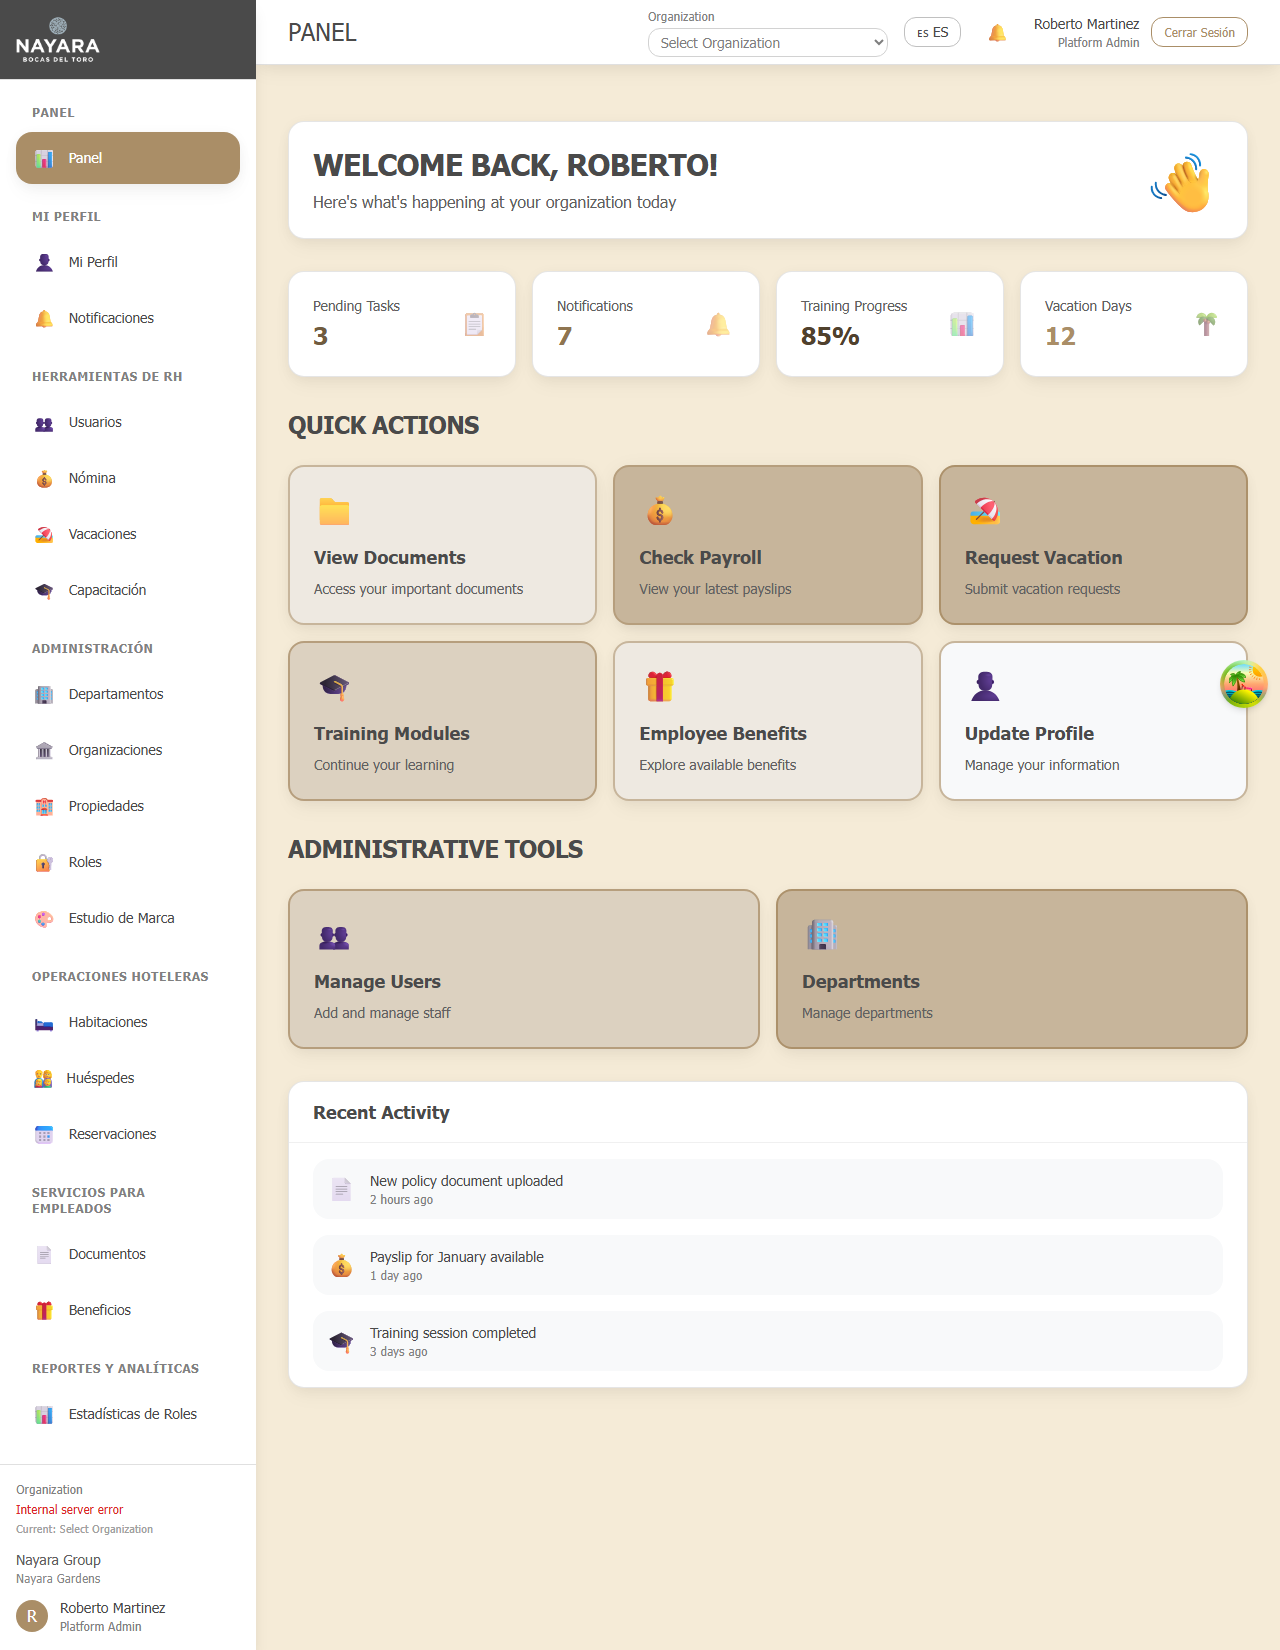 NAYARA
BOCAS DEL TORO
PANEL
Panel
MI PERFIL
Mi Perfil
Notificaciones
HERRAMIENTAS DE RH
Usuarios
Nómina
Vacaciones
Capacitación
ADMINISTRACIÓN
Departamentos
Organizaciones
Propiedades
Roles
Estudio de Marca
OPERACIONES HOTELERAS
Habitaciones
Huéspedes
Reservaciones
SERVICIOS PARA
EMPLEADOS
Documentos
Beneficios
REPORTES Y ANALÍTICAS
Estadísticas de Roles
Organization
Internal server error
Current: Select Organization
Nayara Group
Nayara Gardens
R
Roberto Martinez
Platform Admin
PANEL
Organization
Select Organization
ES ES
Roberto Martinez
Platform Admin
Cerrar Sesión
WELCOME BACK, ROBERTO!
Here's what's happening at your organization today
Pending Tasks
3
Notifications
7
Training Progress
85%
Vacation Days
12
QUICK ACTIONS
View Documents
Access your important documents
Check Payroll
View your latest payslips
Request Vacation
Submit vacation requests
Training Modules
Continue your learning
Employee Benefits
Explore available benefits
Update Profile
Manage your information
ADMINISTRATIVE TOOLS
Manage Users
Add and manage staff
Departments
Manage departments
Recent Activity
New policy document uploaded
2 hours ago
Payslip for January available
1 day ago
Training session completed
3 days ago